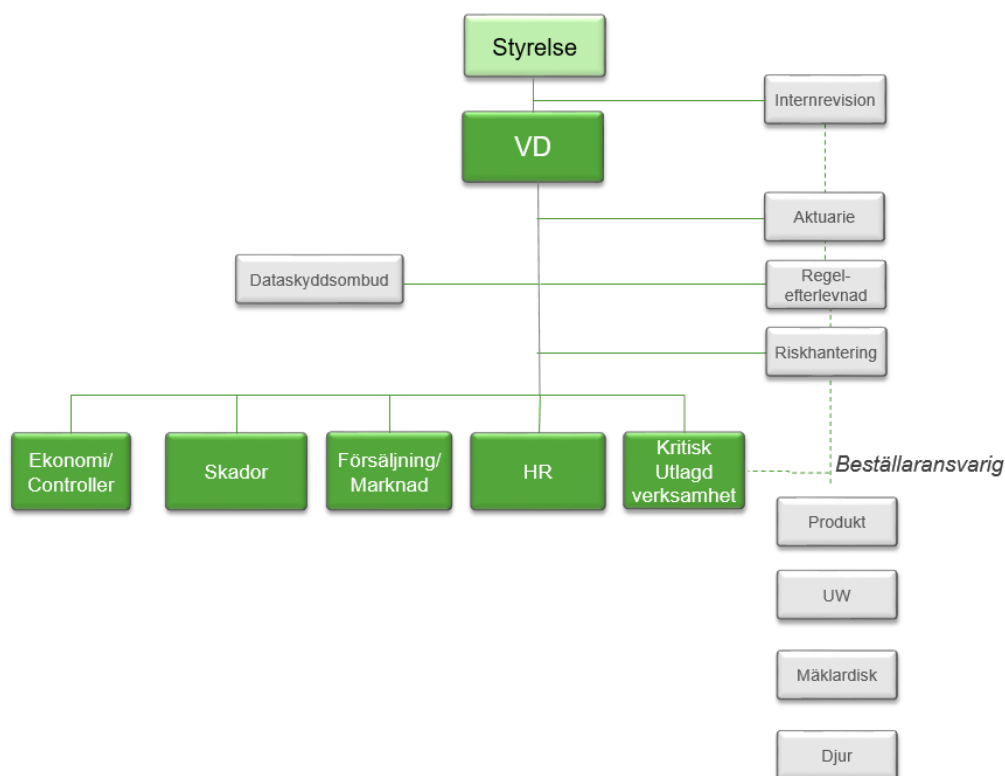 Styrelse
Internrevision
VD
Aktuarie
Dataskyddsombud
Regel-
efterlevnad
Riskhantering
Ekonomi/
Controller
Skador
Försäljning/
Marknad
HR
Kritisk
Utlagd
verksamhet
Beställaransvarig
Produkt
UW
Mäklardisk
Djur